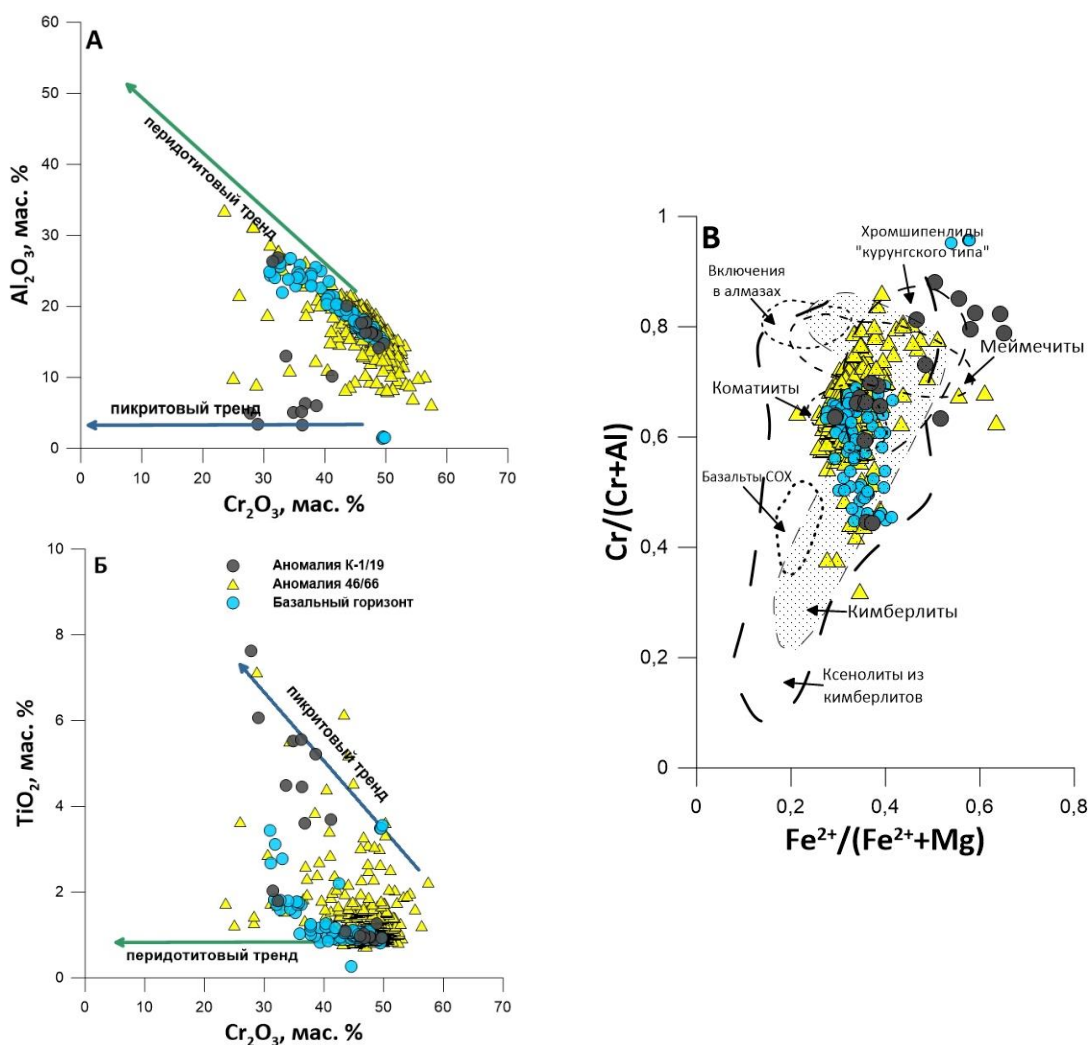 А
Al₂O₃, мас. %
60
50
40
30
20
10
0
перидотитовый тренд
пикритовый тренд
0 10 20 30 40 50 60 70
Cr₂O₃, мас. %
Б
TiO₂, мас. %
10
8
6
4
2
0
Аномалия К-1/19
Аномалия 46/66
Базальный горизонт
пикритовый тренд
перидотитовый тренд
0 10 20 30 40 50 60 70
Cr₂O₃, мас. %
В
Cr/(Cr+Al)
1
0,8
0,6
0,4
0,2
0
Хромшипенлиды
"курунгского типа"
Включения
в алмазах
Меймечиты
Коматииты
Базальты СОХ
Кимберлиты
Ксенолиты из
кимберлитов
0 0,2 0,4 0,6 0,8
Fe²⁺/(Fe²⁺+Mg)